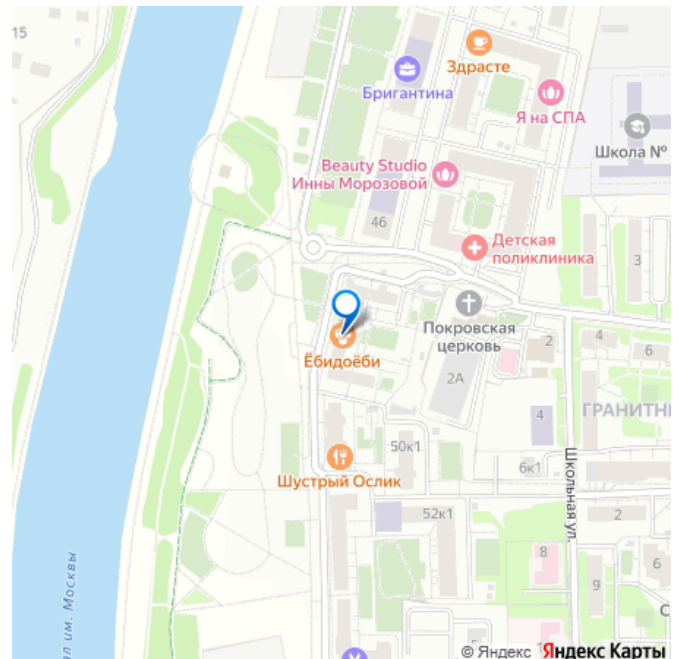 15
Здрасте
Бригантина
Я на СПА
Школа №
Beauty Studio
Инны Морозовой
46
Детская
поликлиника
3
Покровская
церковь
2
4
6
Ёбидоёби
2А
ГРАНИТН
4
50к1
Шустрый Ослик
6к1
Школьная ул.
52к1
2
8
6
9
ал им. Москвы
© Яндекс Яндекс Карты